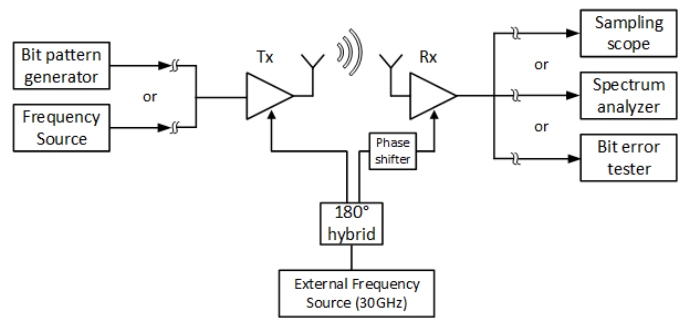 Bit pattern
generator
or
Frequency
Source
Tx
Rx
Phase
shifter
180°
hybrid
External Frequency
Source (30GHz)
Sampling
scope
or
Spectrum
analyzer
or
Bit error
tester